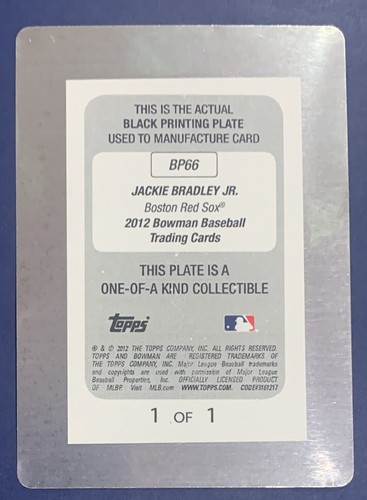 THIS IS THE ACTUAL
BLACK PRINTING PLATE
USED TO MANUFACTURE CARD
BP66
JACKIE BRADLEY JR.
Boston Red Sox®
2012 Bowman Baseball
Trading Cards
THIS PLATE IS A
ONE-OF-A KIND COLLECTIBLE
Topps
® & © 2012 THE TOPPS COMPANY, INC. ALL RIGHTS RESERVED.
TOPPS AND BOWMAN ARE REGISTERED TRADEMARKS OF
THE TOPPS COMPANY, INC. Major League Baseball trademarks
and copyrights are used with permission of Major League
Baseball Properties, Inc. OFFICIALLY LICENSED PRODUCT
OF MLBP. Visit MLB.com WWW.TOPPS.COM.
1 OF 1